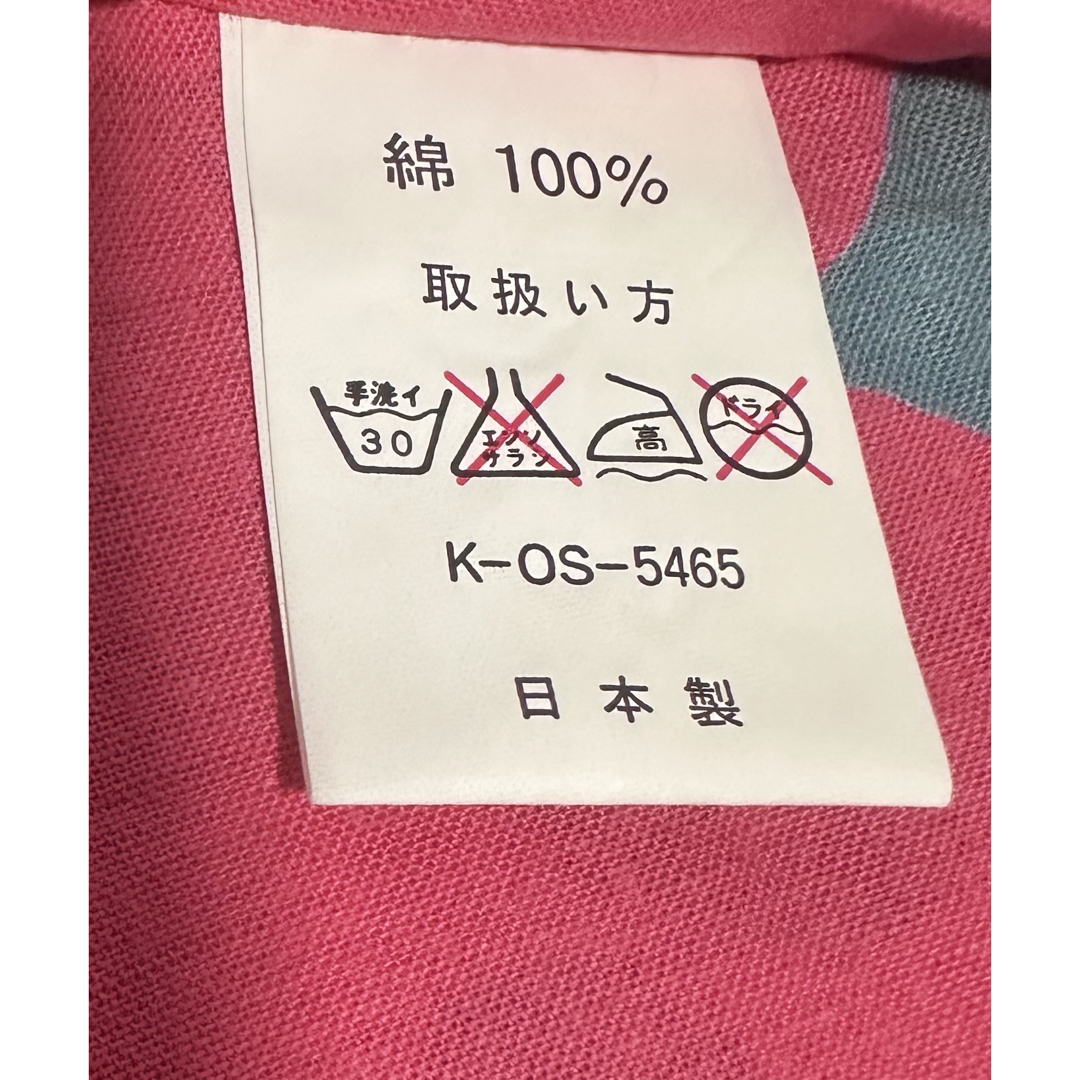 綿 100%
取扱い方
手洗イ エンソ ドライ
30 サラシ 高
K-OS-5465
日本製